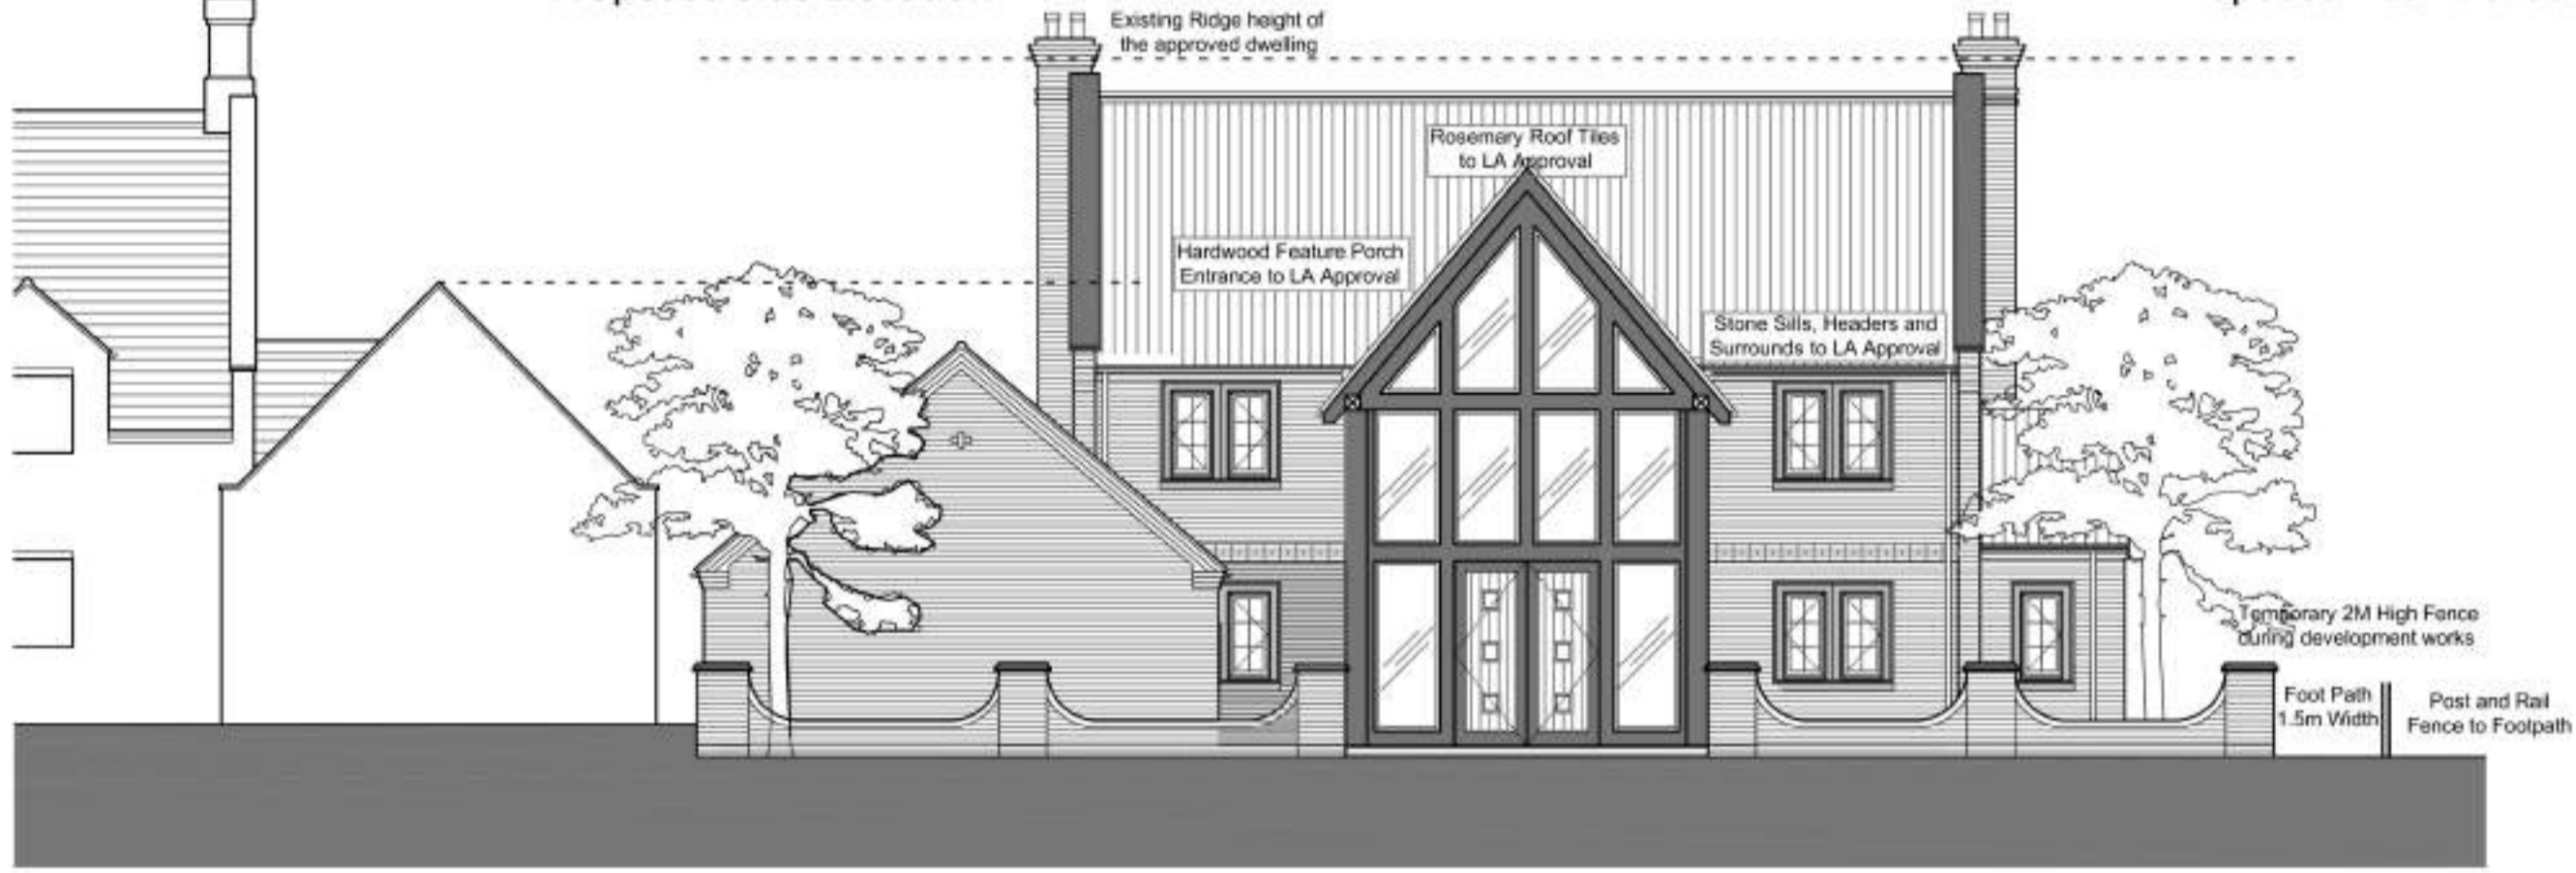 Existing Ridge height of
the approved dwelling
Rosemary Roof Tiles
to LA Approval
Hardwood Feature Porch
Entrance to LA Approval
Stone Sills, Headers and
Surrounds to LA Approval
Temporary 2M High Fence
during development works
Foot Path
1.5m Width
Post and Rail
Fence to Footpath